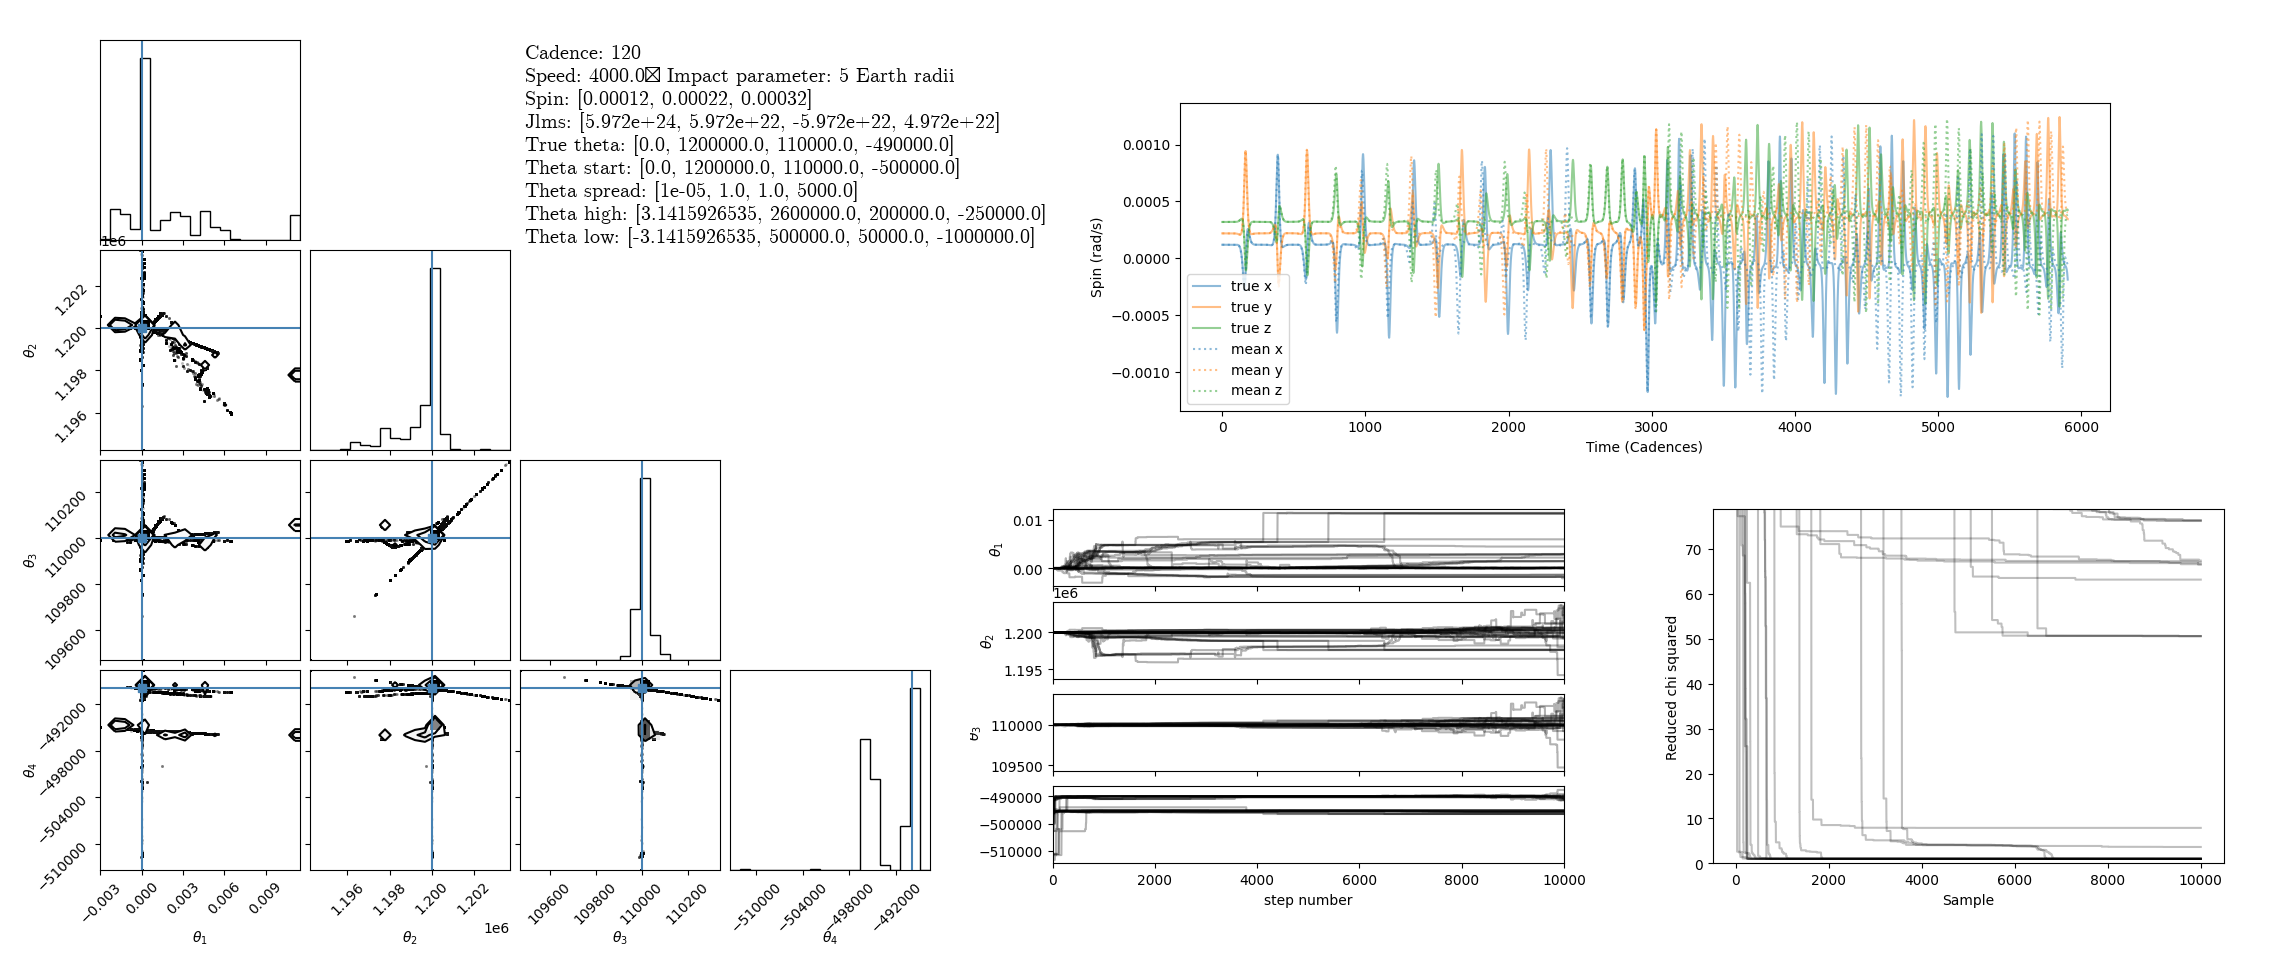 Cadence: 120
Speed: 4000.0 Impact parameter: 5 Earth radii
Spin: [0.00012, 0.00022, 0.00032]
Jlms: [5.972e+24, 5.972e+22, -5.972e+22, 4.972e+22]
True theta: [0.0, 1200000.0, 110000.0, -490000.0]
Theta start: [0.0, 1200000.0, 110000.0, -500000.0]
Theta spread: [1e-05, 1.0, 1.0, 5000.0]
Theta high: [3.1415926535, 2600000.0, 200000.0, -250000.0]
Theta low: [-3.1415926535, 500000.0, 50000.0, -1000000.0]
1e6
1.202
1.200
1.198
1.196
θ2
110200
110000
109800
109600
θ3
−492000
−498000
−504000
−510000
θ4
−0.003 0.000 0.003 0.006 0.009
θ1
1.196 1.198 1.200 1.202
1e6
θ2
109600 109800 110000 110200
θ3
−510000 −504000 −498000 −492000
θ4
0.0010
0.0005
0.0000
−0.0005
−0.0010
Spin (rad/s)
true x
true y
true z
mean x
mean y
mean z
0 1000 2000 3000 4000 5000 6000
Time (Cadences)
0.01
0.00
θ1
1e6
1.200
1.195
θ2
110000
109500
θ3
−490000
−500000
−510000
θ4
0 2000 4000 6000 8000 10000
step number
70
60
50
40
30
20
10
0
Reduced chi squared
0 2000 4000 6000 8000 10000
Sample